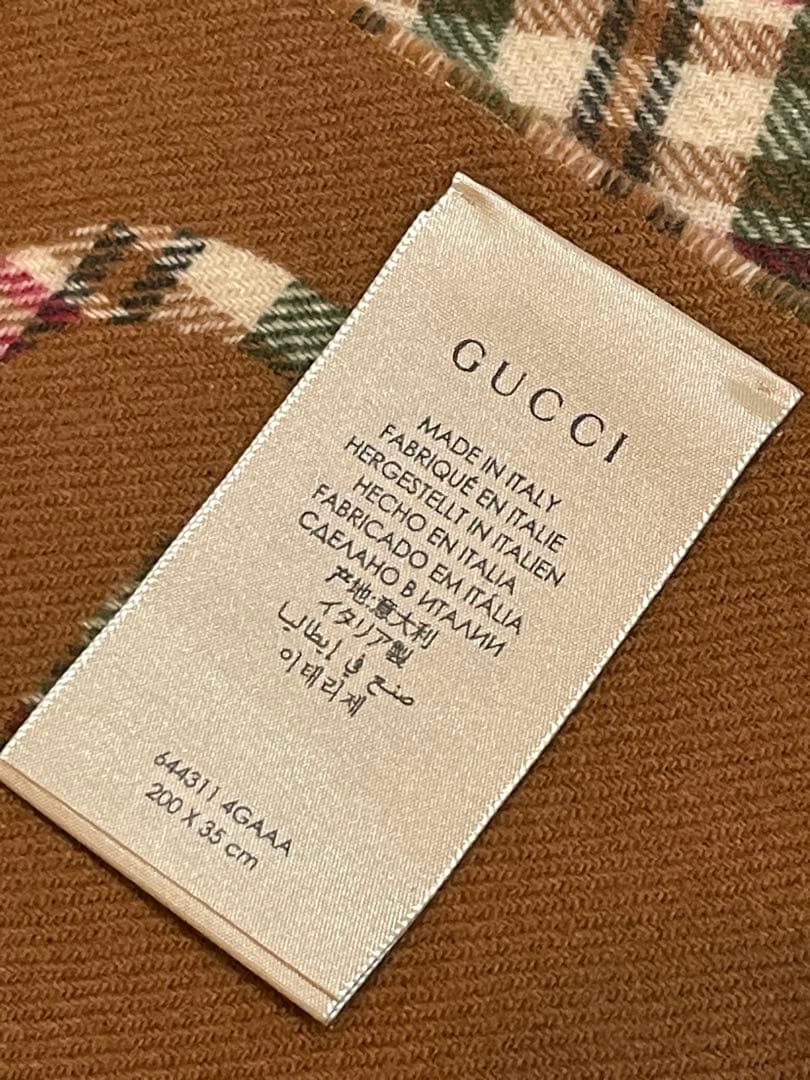 GUCCI
MADE IN ITALY
FABRIQUÉ EN ITALIE
HERGESTELLT IN ITALIEN
HECHO EN ITALIA
FABRICADO EM ITÁLIA
СДЕЛАНО В ИТАЛИИ
产地:意大利
イタリア製
صنع في إيطاليا
이태리제
644311 4GAAA
200 X 35 cm